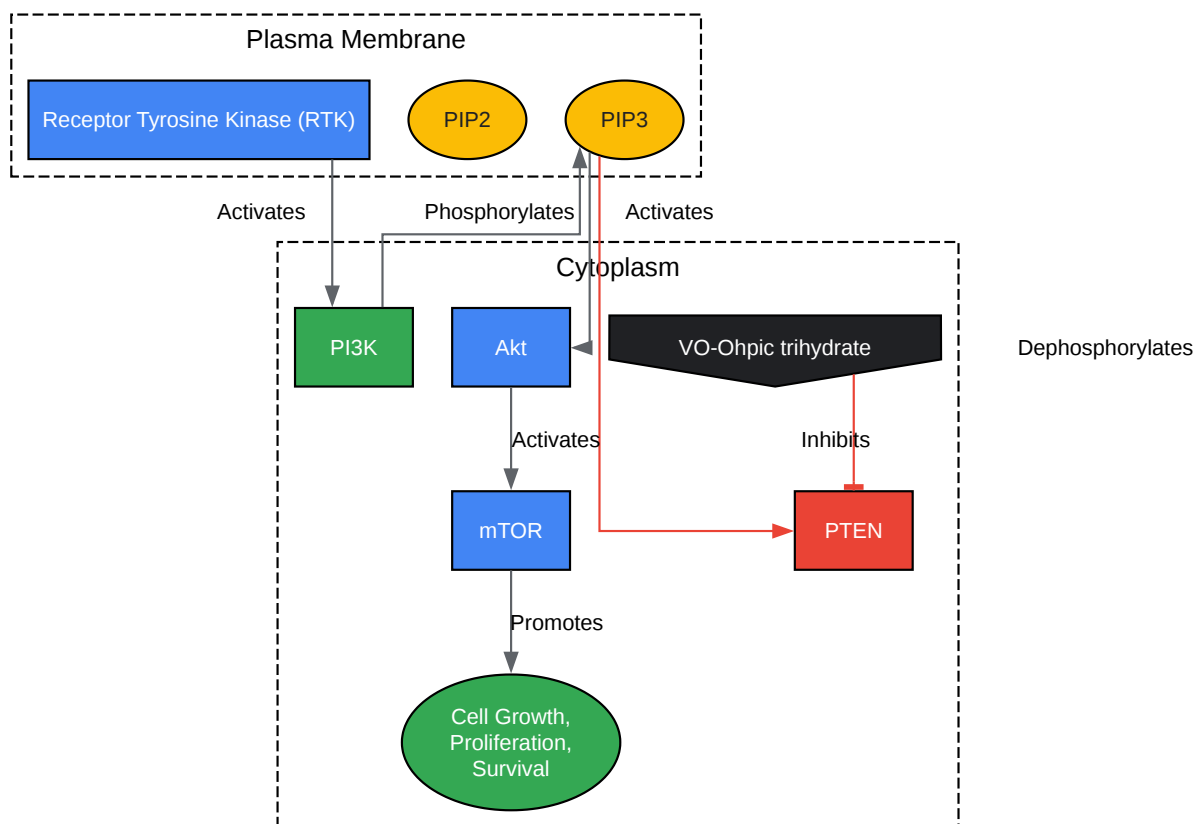 Plasma Membrane
Receptor Tyrosine Kinase (RTK)
PIP2
PIP3
Activates
Phosphorylates
Activates
Cytoplasm
PI3K
Akt
VO-Ohpic trihydrate
Dephosphorylates
Activates
Inhibits
mTOR
PTEN
Promotes
Cell Growth,
Proliferation,
Survival